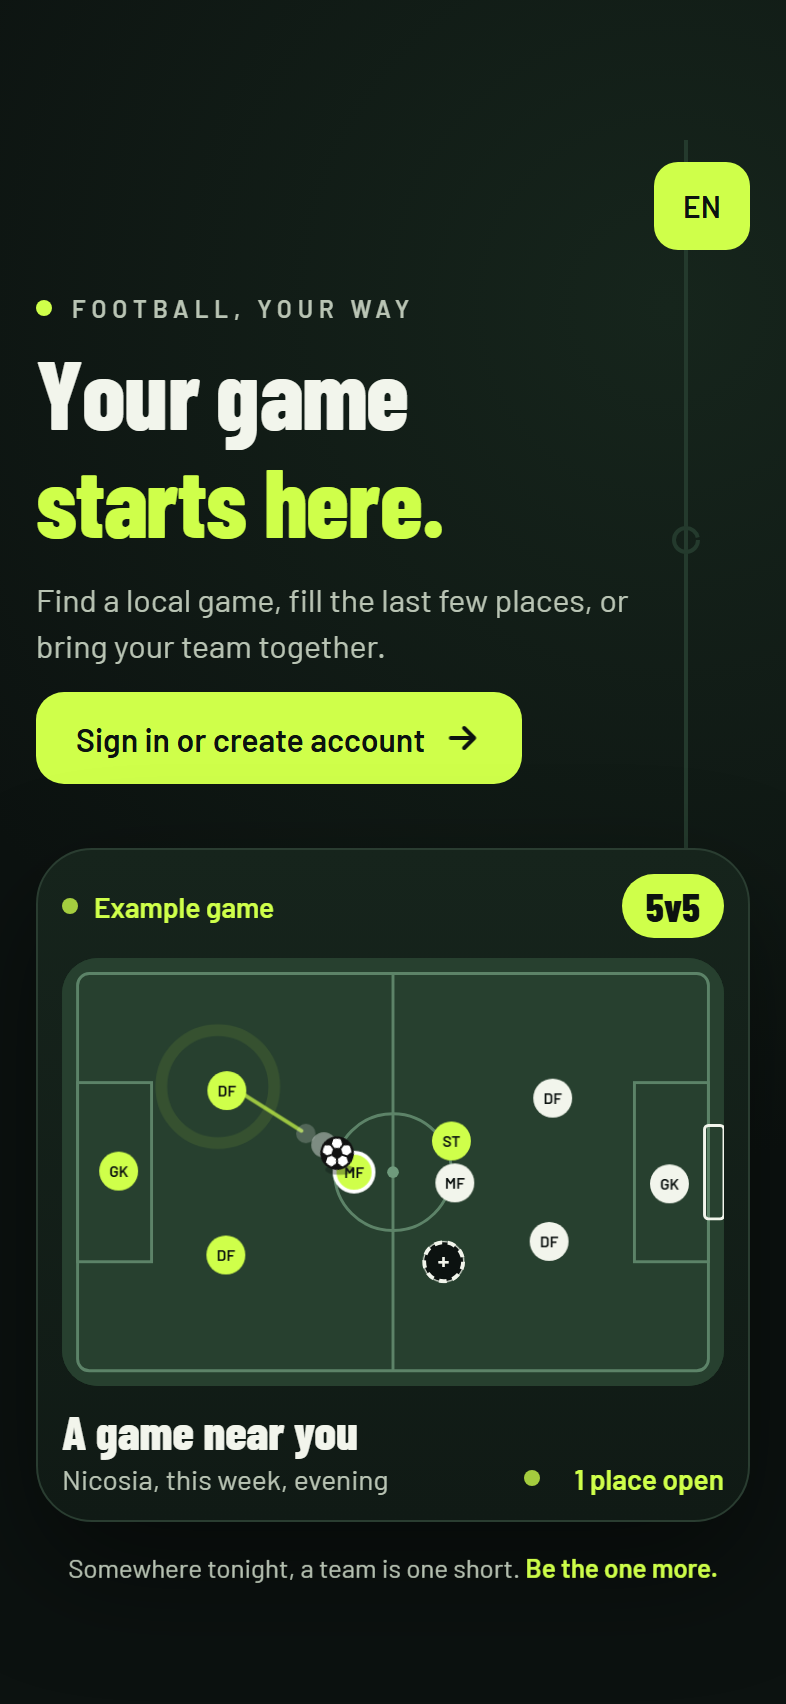 EN
FOOTBALL, YOUR WAY
Your game
starts here.
Find a local game, fill the last few places, or
bring your team together.
Sign in or create account →
Example game
5v5
DF
DF
ST
GK
MF
MF
GK
DF
DF
+
A game near you
Nicosia, this week, evening
1 place open
Somewhere tonight, a team is one short. Be the one more.